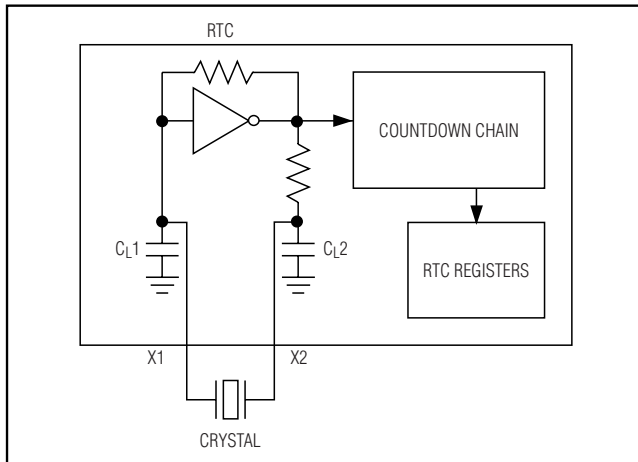 RTC
COUNTDOWN CHAIN
CL1
CL2
RTC REGISTERS
X1
X2
CRYSTAL